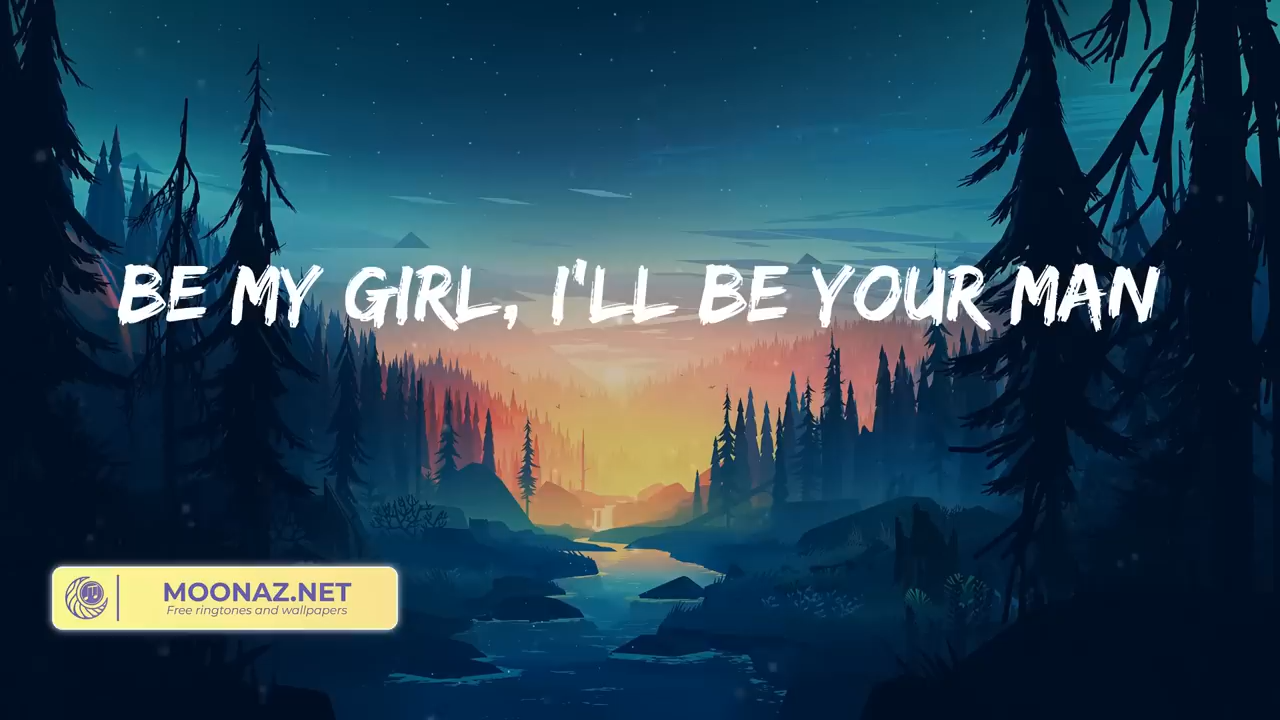 BE MY GIRL, I'LL BE YOUR MAN
MOONAZ.NET
Free ringtones and wallpapers